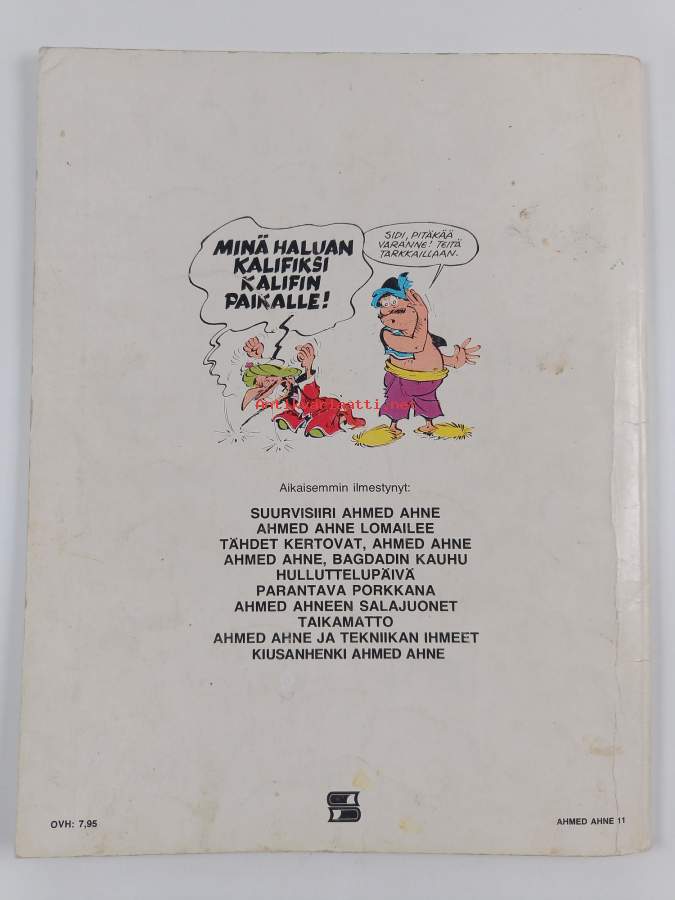 MINÄ HALUAN
KALIFIKSI
KALIFIN
PAIKALLE!
SIDI, PITÄKÄÄ
VARANNE! TEITÄ
TARKKAILLAAN.
Antikvariaatti.net
Aikaisemmin ilmestynyt:
SUURVISIIRI AHMED AHNE
AHMED AHNE LOMAILEE
TÄHDET KERTOVAT, AHMED AHNE
AHMED AHNE, BAGDADIN KAUHU
HULLUTTELUPÄIVÄ
PARANTAVA PORKKANA
AHMED AHNEEN SALAJUONET
TAIKAMATTO
AHMED AHNE JA TEKNIIKAN IHMEET
KIUSANHENKI AHMED AHNE
OVH: 7,95
AHMED AHNE 11